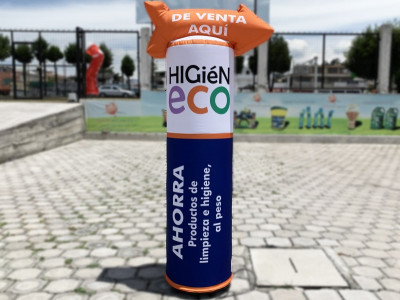 DE VENTA
AQUÍ
HIGiéN
eco
AHORRA
Productos de
limpieza e higiene,
al peso